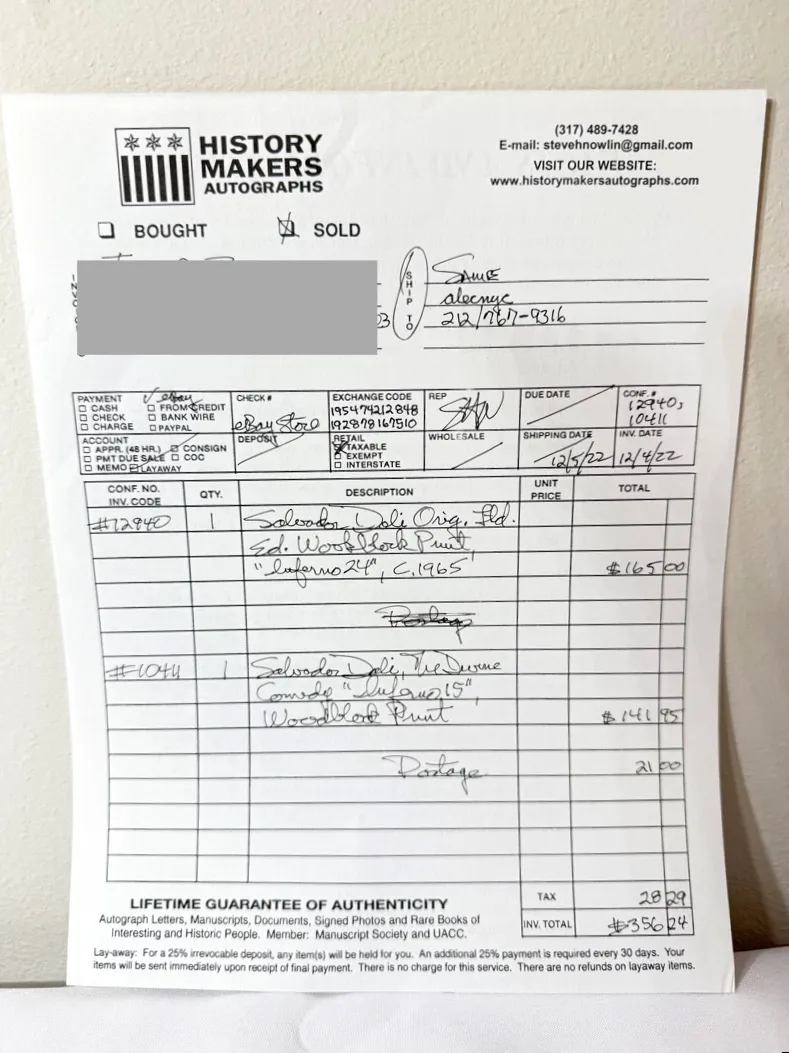 HISTORY
MAKERS
AUTOGRAPHS
(317) 489-7428
E-mail: stevehnowlin@gmail.com
VISIT OUR WEBSITE:
www.historymakersautographs.com
BOUGHT
SOLD
SHIP TO
Same
alecnyc
212/767-9316
PAYMENT
eBay
CASH
FROM CREDIT
CHECK
BANK WIRE
CHARGE
PAYPAL
CHECK #
eBay Store
EXCHANGE CODE
195474212848
192878167510
REP
DUE DATE
CONF. #
12940,
10411
ACCOUNT
APPR. (48 HR.)
CONSIGN
PMT DUE SALE
COC
MEMO
LAYAWAY
DEPOSIT
RETAIL
TAXABLE
EXEMPT
INTERSTATE
WHOLESALE
SHIPPING DATE
12/5/22
INV. DATE
12/4/22
CONF. NO.
INV. CODE
QTY.
DESCRIPTION
UNIT
PRICE
TOTAL
#12940 1 Salvador Dali Orig. Ltd.
Ed. Woodblock Print,
"Inferno 24", C. 1965 $165 00
Postage
#10411 1 Salvador Dali, The Divine
Comedy "Inferno 15",
Woodblock Print $141 95
Postage 21 00
TAX 28 29
INV. TOTAL $356 24
LIFETIME GUARANTEE OF AUTHENTICITY
Autograph Letters, Manuscripts, Documents, Signed Photos and Rare Books of
Interesting and Historic People. Member: Manuscript Society and UACC.
Lay-away: For a 25% irrevocable deposit, any item(s) will be held for you. An additional 25% payment is required every 30 days. Your
items will be sent immediately upon receipt of final payment. There is no charge for this service. There are no refunds on layaway items.